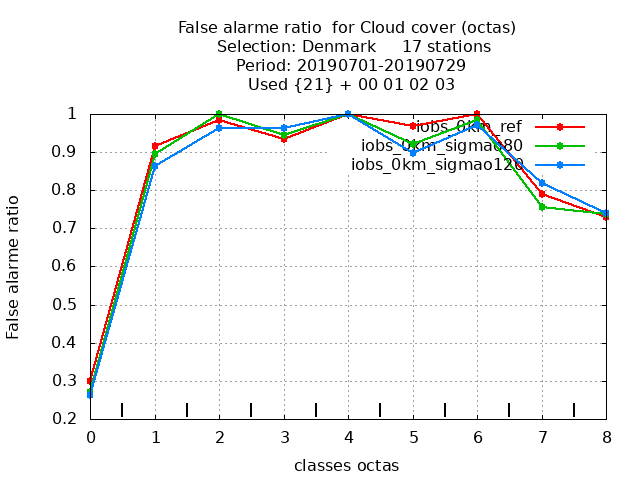 False alarme ratio  for Cloud cover (octas)
Selection: Denmark     17 stations
Period: 20190701-20190729
Used {21} + 00 01 02 03
iobs_0km_ref
iobs_0km_sigmao80
iobs_0km_sigmao120
1
0.9
0.8
0.7
0.6
0.5
0.4
0.3
0.2
False alarme ratio
0 1 2 3 4 5 6 7 8
classes octas